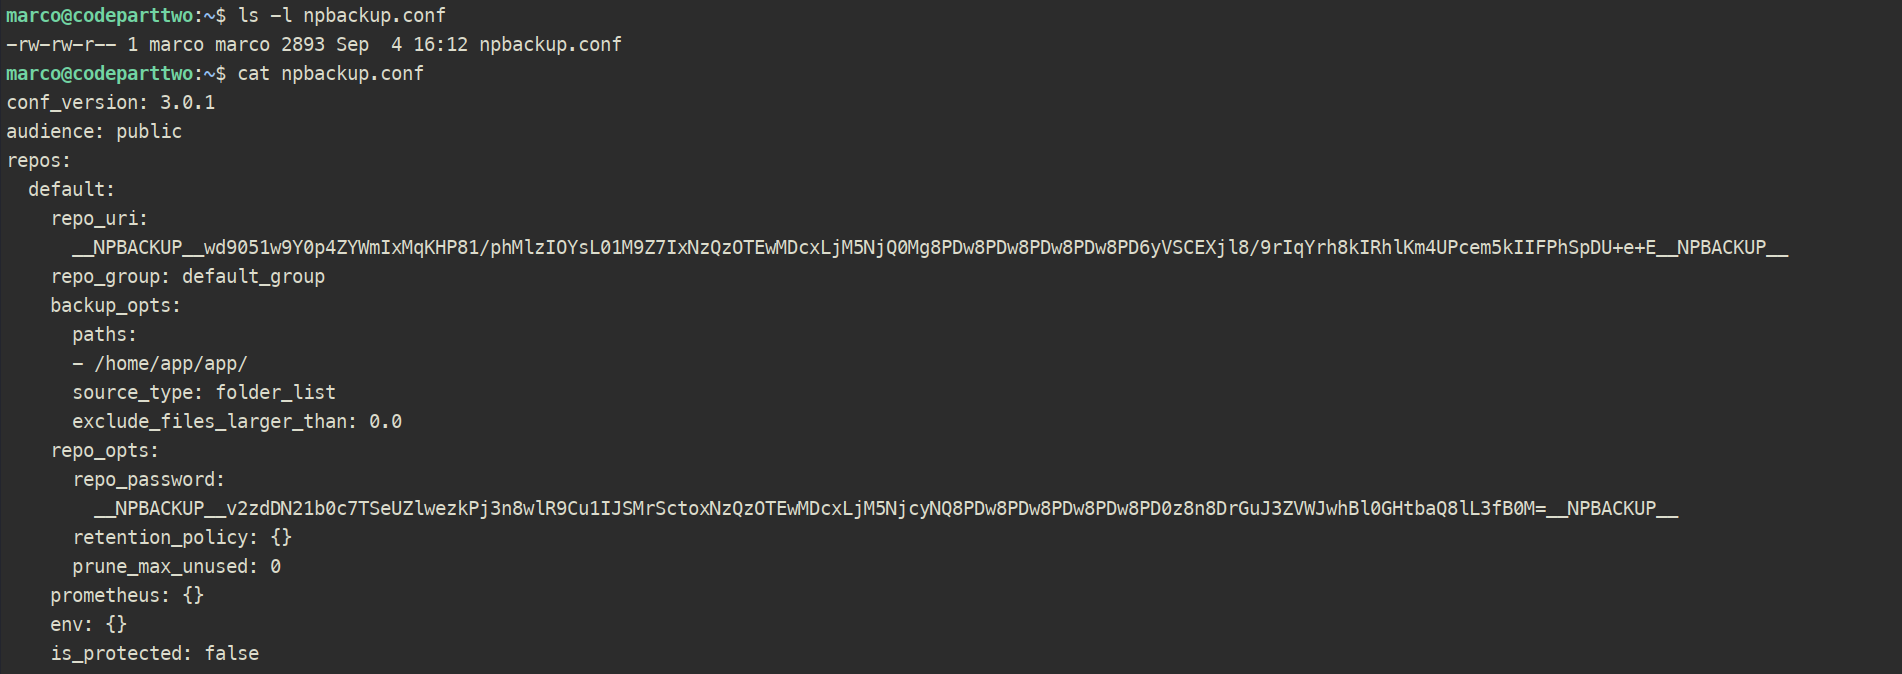 marco@codeparttwo:~$ ls -l npbackup.conf
-rw-rw-r-- 1 marco marco 2893 Sep  4 16:12 npbackup.conf
marco@codeparttwo:~$ cat npbackup.conf
conf_version: 3.0.1
audience: public
repos:
  default:
    repo_uri:
      __NPBACKUP__wd9051w9Y0p4ZYWmIxMqKHP81/phMlzIOYsL01M9Z7IxNzQzOTEwMDcxLjM5NjQ0Mg8PDw8PDw8PDw8PDw8PD6yVSCEXjl8/9rIqYrh8kIRhlKm4UPcem5kIIFPhSpDU+e+E__NPBACKUP__
    repo_group: default_group
    backup_opts:
      paths:
      - /home/app/app/
      source_type: folder_list
      exclude_files_larger_than: 0.0
    repo_opts:
      repo_password:
        __NPBACKUP__v2zdDN21b0c7TSeUZlwezkPj3n8wlR9Cu1IJSMrSctoxNzQzOTEwMDcxLjM5NjcyNQ8PDw8PDw8PDw8PDw8PD0z8n8DrGuJ3ZVWJwhBl0GHtbaQ8lL3fB0M=__NPBACKUP__
      retention_policy: {}
      prune_max_unused: 0
    prometheus: {}
    env: {}
    is_protected: false